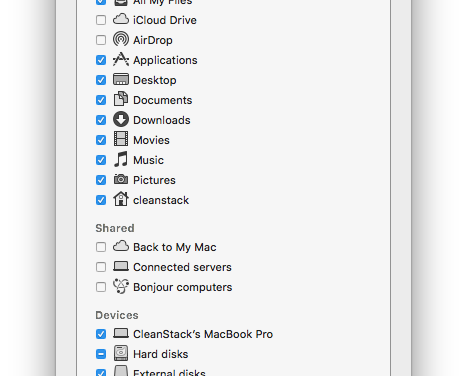 All My Files
iCloud Drive
AirDrop
Applications
Desktop
Documents
Downloads
Movies
Music
Pictures
cleanstack
Shared
Back to My Mac
Connected servers
Bonjour computers
Devices
CleanStack's MacBook Pro
Hard disks
External disks